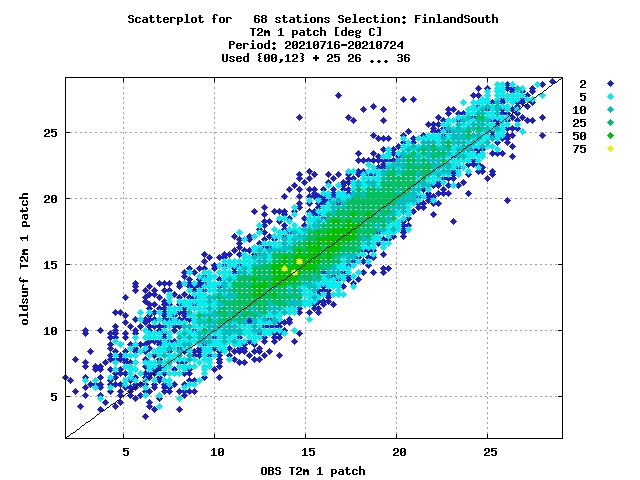 Scatterplot for   68 stations Selection: FinlandSouth
T2m 1 patch [deg C]
Period: 20210716-20210724
Used {00,12} + 25 26 ... 36
2
5
10
25
50
75
25
20
15
10
5
oldsurf T2m 1 patch
5 10 15 20 25
OBS T2m 1 patch